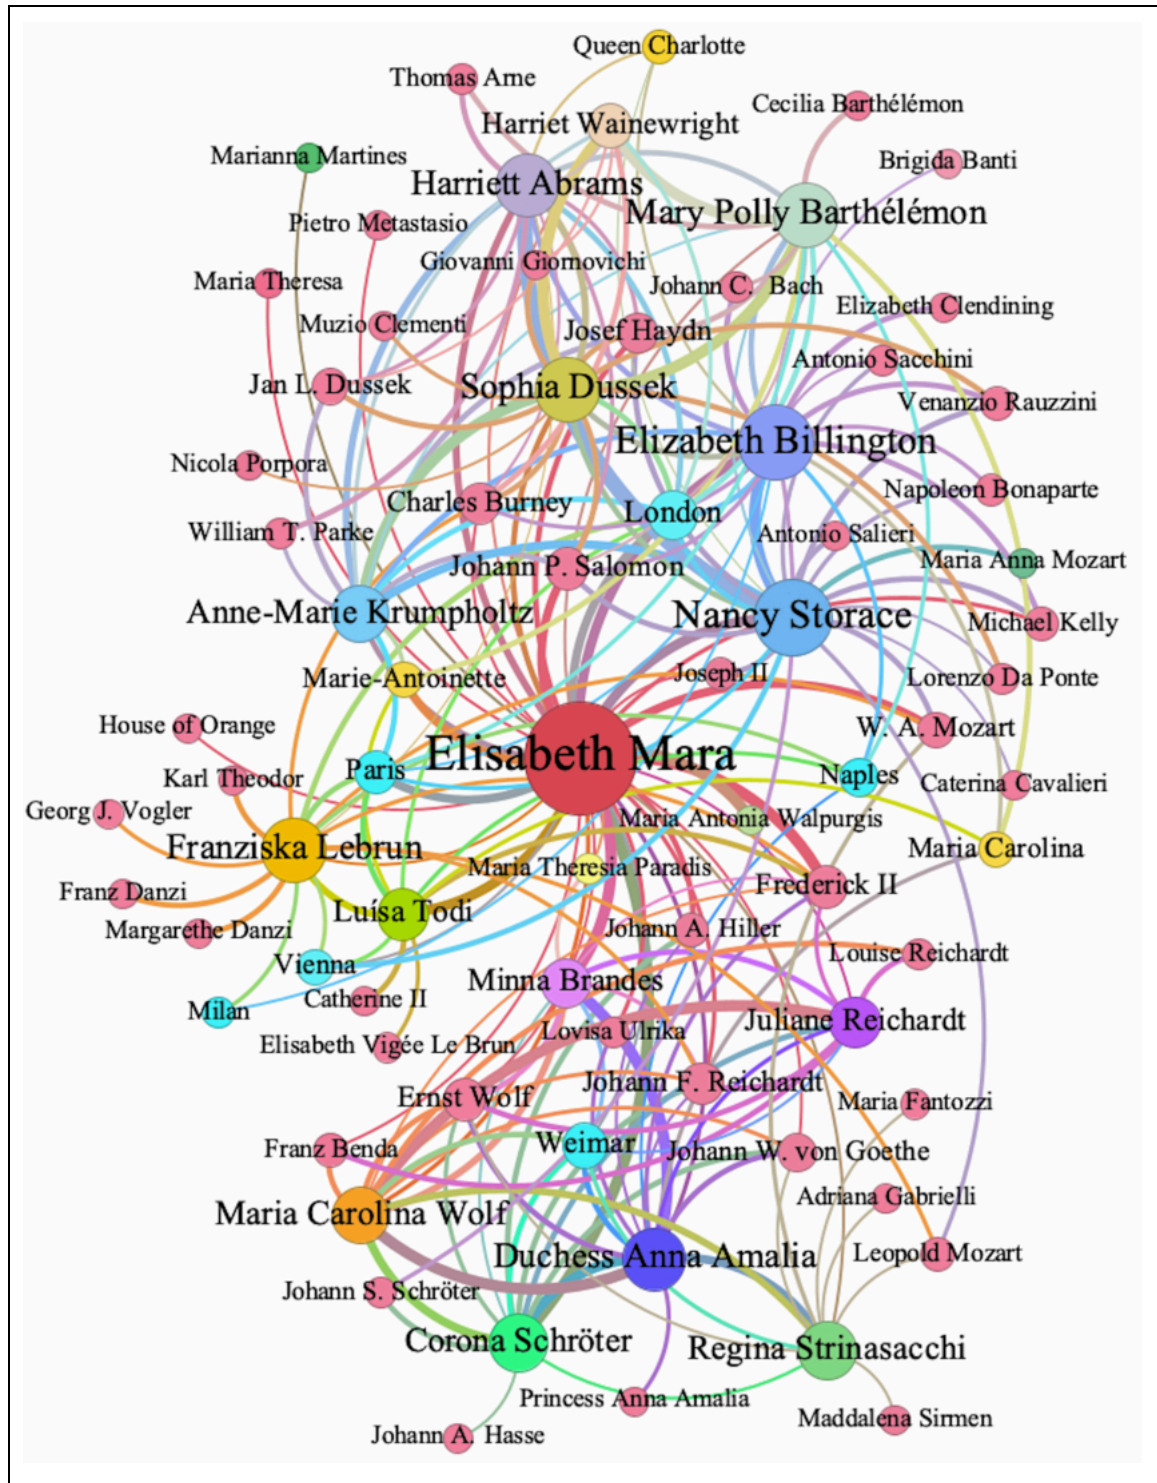 Queen Charlotte
Thomas Arne
Cecilia Barthélémon
Harriet Wainewright
Marianna Martines
Brigida Banti
Harriett Abrams
Mary Polly Barthélémon
Pietro Metastasio
Giovanni Giornovichi
Maria Theresa
Johann C. Bach
Elizabeth Clendining
Muzio Clementi
Josef Haydn
Antonio Sacchini
Jan L. Dussek
Sophia Dussek
Venanzio Rauzzini
Elizabeth Billington
Nicola Porpora
Napoleon Bonaparte
Charles Burney
London
William T. Parke
Antonio Salieri
Johann P. Salomon
Maria Anna Mozart
Anne-Marie Krumpholtz
Nancy Storace
Michael Kelly
Marie-Antoinette
Joseph II
Lorenzo Da Ponte
House of Orange
W. A. Mozart
Elisabeth Mara
Karl Theodor
Paris
Naples
Caterina Cavalieri
Georg J. Vogler
Maria Antonia Walpurgis
Franziska Lebrun
Maria Carolina
Maria Theresia Paradis
Frederick II
Franz Danzi
Luísa Todi
Margarethe Danzi
Johann A. Hiller
Louise Reichardt
Vienna
Minna Brandes
Milan
Catherine II
Juliane Reichardt
Elisabeth Vigée Le Brun
Lovisa Ulrika
Johann F. Reichardt
Ernst Wolf
Maria Fantozzi
Franz Benda
Weimar
Johann W. von Goethe
Adriana Gabrielli
Maria Carolina Wolf
Duchess Anna Amalia
Leopold Mozart
Johann S. Schröter
Corona Schröter
Regina Strinasacchi
Princess Anna Amalia
Maddalena Sirmen
Johann A. Hasse